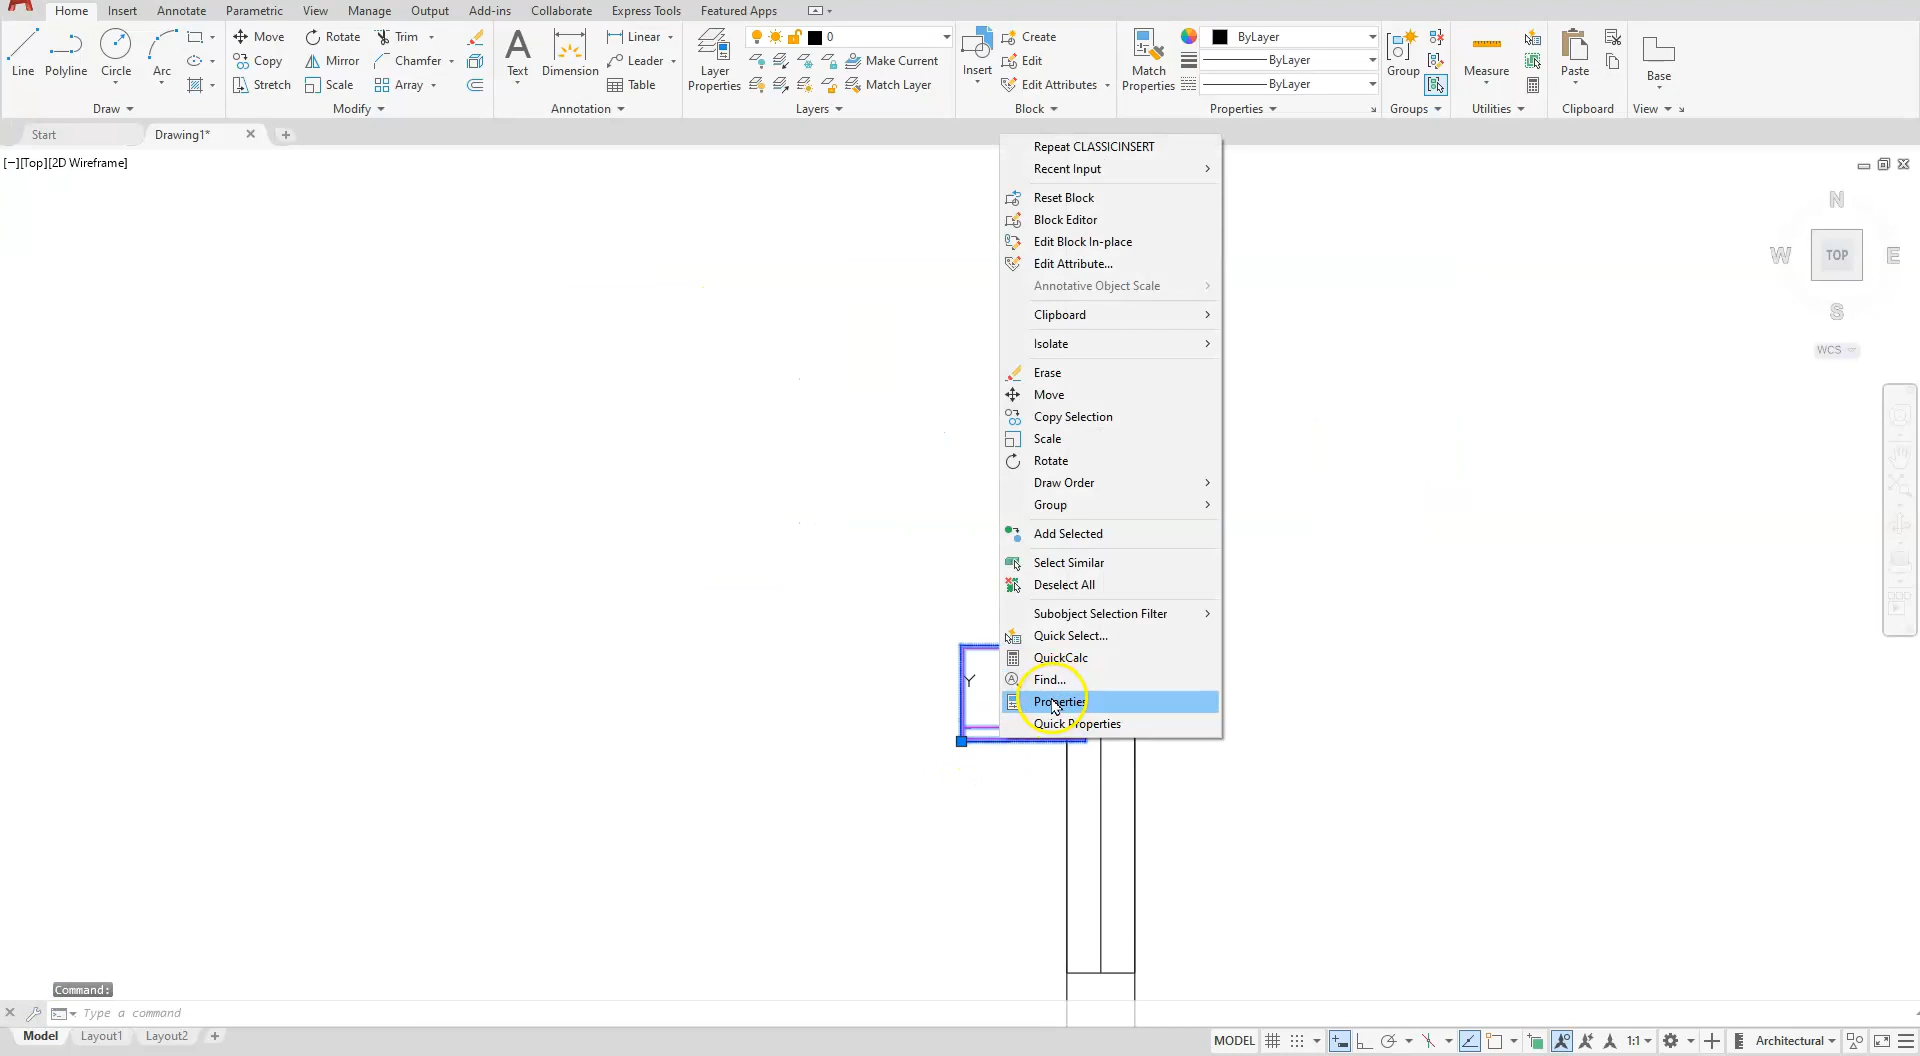 Home Insert Annotate Parametric View Manage Output Add-ins Collaborate Express Tools Featured Apps
Line Polyline Circle Arc
Move Rotate Trim
Copy Mirror Chamfer
Stretch Scale Array
Text Dimension
Linear
Leader
Table
Layer Properties
0
Make Current
Match Layer
Insert
Create
Edit
Edit Attributes
Match Properties
ByLayer
ByLayer
ByLayer
Group
Measure
Paste
Base
Draw Modify Annotation Layers Block Properties Groups Utilities Clipboard View
Start Drawing1*
[−][Top][2D Wireframe]
Repeat CLASSICINSERT
Recent Input
Reset Block
Block Editor
Edit Block In-place
Edit Attribute...
Annotative Object Scale
Clipboard
Isolate
Erase
Move
Copy Selection
Scale
Rotate
Draw Order
Group
Add Selected
Select Similar
Deselect All
Subobject Selection Filter
Quick Select...
QuickCalc
Find...
Properties
Quick Properties
N
W TOP E
S
WCS
Y
Command:
Type a command
Model Layout1 Layout2
MODEL 1:1 Architectural